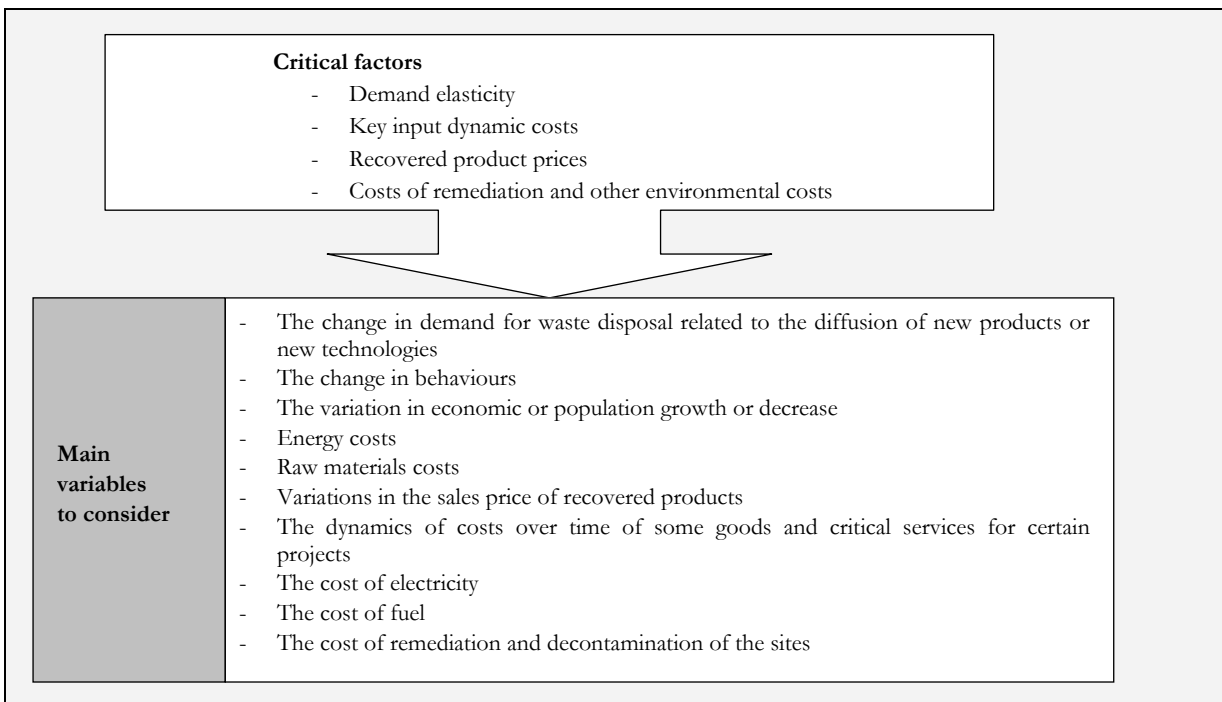 Critical factors
- Demand elasticity
- Key input dynamic costs
- Recovered product prices
- Costs of remediation and other environmental costs
Main
variables
to consider
- The change in demand for waste disposal related to the diffusion of new products or
new technologies
- The change in behaviours
- The variation in economic or population growth or decrease
- Energy costs
- Raw materials costs
- Variations in the sales price of recovered products
- The dynamics of costs over time of some goods and critical services for certain
projects
- The cost of electricity
- The cost of fuel
- The cost of remediation and decontamination of the sites